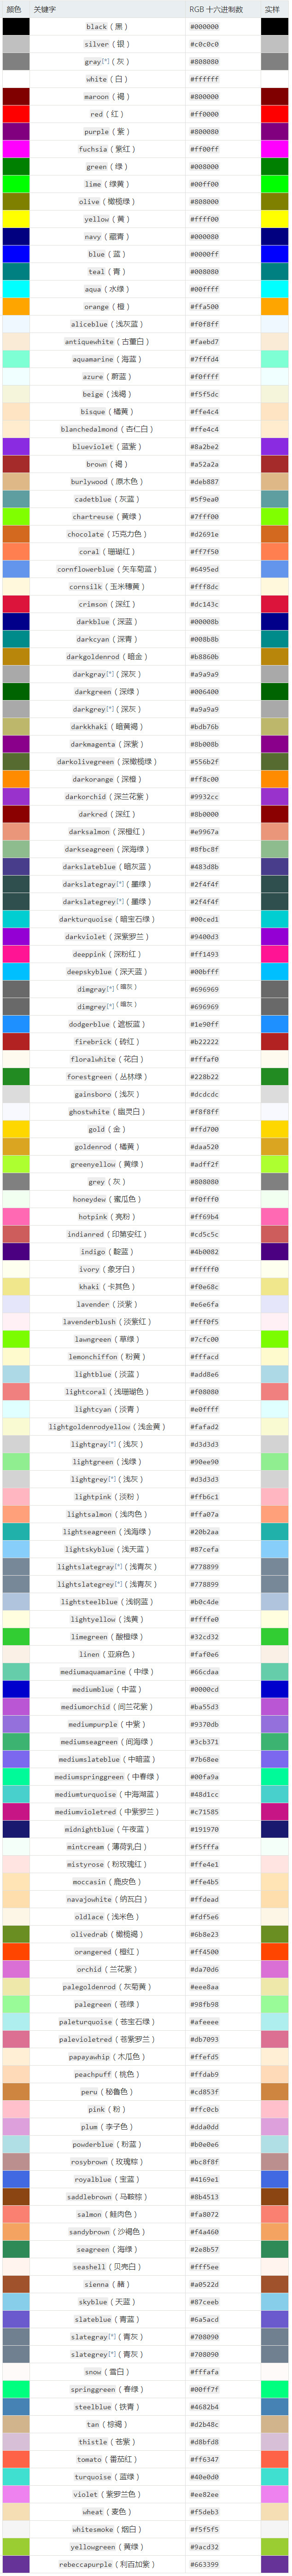 颜色 关键字 RGB 十六进制数 实样
black ( 黑 ) #000000
silver ( 银 ) #c0c0c0
gray[*] ( 灰 ) #808080
white ( 白 ) #ffffff
maroon ( 褐 ) #800000
red ( 红 ) #ff0000
purple ( 紫 ) #800080
fuchsia ( 紫红 ) #ff00ff
green ( 绿 ) #008000
lime ( 绿黄 ) #00ff00
olive ( 橄榄绿 ) #808000
yellow ( 黄 ) #ffff00
navy ( 藏青 ) #000080
blue ( 蓝 ) #0000ff
teal ( 青 ) #008080
aqua ( 水绿 ) #00ffff
orange ( 橙 ) #ffa500
aliceblue ( 浅灰蓝 ) #f0f8ff
antiquewhite ( 古董白 ) #faebd7
aquamarine ( 海蓝 ) #7fffd4
azure ( 蔚蓝 ) #f0ffff
beige ( 浅褐 ) #f5f5dc
bisque ( 橘黄 ) #ffe4c4
blanchedalmond ( 杏仁白 ) #ffe4c4
blueviolet ( 蓝紫 ) #8a2be2
brown ( 褐 ) #a52a2a
burlywood ( 原木色 ) #deb887
cadetblue ( 灰蓝 ) #5f9ea0
chartreuse ( 黄绿 ) #7fff00
chocolate ( 巧克力色 ) #d2691e
coral ( 珊瑚红 ) #ff7f50
cornflowerblue ( 矢车菊蓝 ) #6495ed
cornsilk ( 玉米穗黄 ) #fff8dc
crimson ( 深红 ) #dc143c
darkblue ( 深蓝 ) #00008b
darkcyan ( 深青 ) #008b8b
darkgoldenrod ( 暗金 ) #b8860b
darkgray[*] ( 深灰 ) #a9a9a9
darkgreen ( 深绿 ) #006400
darkgrey[*] ( 深灰 ) #a9a9a9
darkkhaki ( 暗黄褐 ) #bdb76b
darkmagenta ( 深紫 ) #8b008b
darkolivegreen ( 深橄榄绿 ) #556b2f
darkorange ( 深橙 ) #ff8c00
darkorchid ( 深兰花紫 ) #9932cc
darkred ( 深红 ) #8b0000
darksalmon ( 深橙红 ) #e9967a
darkseagreen ( 深海绿 ) #8fbc8f
darkslateblue ( 暗灰蓝 ) #483d8b
darkslategray[*] ( 墨绿 ) #2f4f4f
darkslategrey[*] ( 墨绿 ) #2f4f4f
darkturquoise ( 暗宝石绿 ) #00ced1
darkviolet ( 深紫罗兰 ) #9400d3
deeppink ( 深粉红 ) #ff1493
deepskyblue ( 深天蓝 ) #00bfff
dimgray[*] ( 暗灰 ) #696969
dimgrey[*] ( 暗灰 ) #696969
dodgerblue ( 遮板蓝 ) #1e90ff
firebrick ( 砖红 ) #b22222
floralwhite ( 花白 ) #fffaf0
forestgreen ( 丛林绿 ) #228b22
gainsboro ( 浅灰 ) #dcdcdc
ghostwhite ( 幽灵白 ) #f8f8ff
gold ( 金 ) #ffd700
goldenrod ( 橘黄 ) #daa520
greenyellow ( 黄绿 ) #adff2f
grey ( 灰 ) #808080
honeydew ( 蜜瓜色 ) #f0fff0
hotpink ( 亮粉 ) #ff69b4
indianred ( 印第安红 ) #cd5c5c
indigo ( 靛蓝 ) #4b0082
ivory ( 象牙白 ) #fffff0
khaki ( 卡其色 ) #f0e68c
lavender ( 淡紫 ) #e6e6fa
lavenderblush ( 淡紫红 ) #fff0f5
lawngreen ( 草绿 ) #7cfc00
lemonchiffon ( 粉黄 ) #fffacd
lightblue ( 淡蓝 ) #add8e6
lightcoral ( 浅珊瑚色 ) #f08080
lightcyan ( 淡青 ) #e0ffff
lightgoldenrodyellow ( 浅金黄 ) #fafad2
lightgray[*] ( 浅灰 ) #d3d3d3
lightgreen ( 浅绿 ) #90ee90
lightgrey[*] ( 浅灰 ) #d3d3d3
lightpink ( 淡粉 ) #ffb6c1
lightsalmon ( 浅肉色 ) #ffa07a
lightseagreen ( 浅海绿 ) #20b2aa
lightskyblue ( 浅天蓝 ) #87cefa
lightslategray[*] ( 浅青灰 ) #778899
lightslategrey[*] ( 浅青灰 ) #778899
lightsteelblue ( 浅钢蓝 ) #b0c4de
lightyellow ( 浅黄 ) #ffffe0
limegreen ( 酸橙绿 ) #32cd32
linen ( 亚麻色 ) #faf0e6
mediumaquamarine ( 中绿 ) #66cdaa
mediumblue ( 中蓝 ) #0000cd
mediumorchid ( 间兰花紫 ) #ba55d3
mediumpurple ( 中紫 ) #9370db
mediumseagreen ( 间海绿 ) #3cb371
mediumslateblue ( 中暗蓝 ) #7b68ee
mediumspringgreen ( 中春绿 ) #00fa9a
mediumturquoise ( 中海湖蓝 ) #48d1cc
mediumvioletred ( 中紫罗兰 ) #c71585
midnightblue ( 午夜蓝 ) #191970
mintcream ( 薄荷乳白 ) #f5fffa
mistyrose ( 粉玫瑰红 ) #ffe4e1
moccasin ( 鹿皮色 ) #ffe4b5
navajowhite ( 纳瓦白 ) #ffdead
oldlace ( 浅米色 ) #fdf5e6
olivedrab ( 橄榄褐 ) #6b8e23
orangered ( 橙红 ) #ff4500
orchid ( 兰花紫 ) #da70d6
palegoldenrod ( 灰菊黄 ) #eee8aa
palegreen ( 苍绿 ) #98fb98
paleturquoise ( 苍宝石绿 ) #afeeee
palevioletred ( 苍紫罗兰 ) #db7093
papayawhip ( 木瓜色 ) #ffefd5
peachpuff ( 桃色 ) #ffdab9
peru ( 秘鲁色 ) #cd853f
pink ( 粉 ) #ffc0cb
plum ( 李子色 ) #dda0dd
powderblue ( 粉蓝 ) #b0e0e6
rosybrown ( 玫瑰棕 ) #bc8f8f
royalblue ( 宝蓝 ) #4169e1
saddlebrown ( 马鞍棕 ) #8b4513
salmon ( 鲑肉色 ) #fa8072
sandybrown ( 沙褐色 ) #f4a460
seagreen ( 海绿 ) #2e8b57
seashell ( 贝壳白 ) #fff5ee
sienna ( 赭 ) #a0522d
skyblue ( 天蓝 ) #87ceeb
slateblue ( 青蓝 ) #6a5acd
slategray[*] ( 青灰 ) #708090
slategrey[*] ( 青灰 ) #708090
snow ( 雪白 ) #fffafa
springgreen ( 春绿 ) #00ff7f
steelblue ( 铁青 ) #4682b4
tan ( 棕褐 ) #d2b48c
thistle ( 苍紫 ) #d8bfd8
tomato ( 番茄红 ) #ff6347
turquoise ( 蓝绿 ) #40e0d0
violet ( 紫罗兰色 ) #ee82ee
wheat ( 麦色 ) #f5deb3
whitesmoke ( 烟白 ) #f5f5f5
yellowgreen ( 黄绿 ) #9acd32
rebeccapurple ( 利百加紫 ) #663399